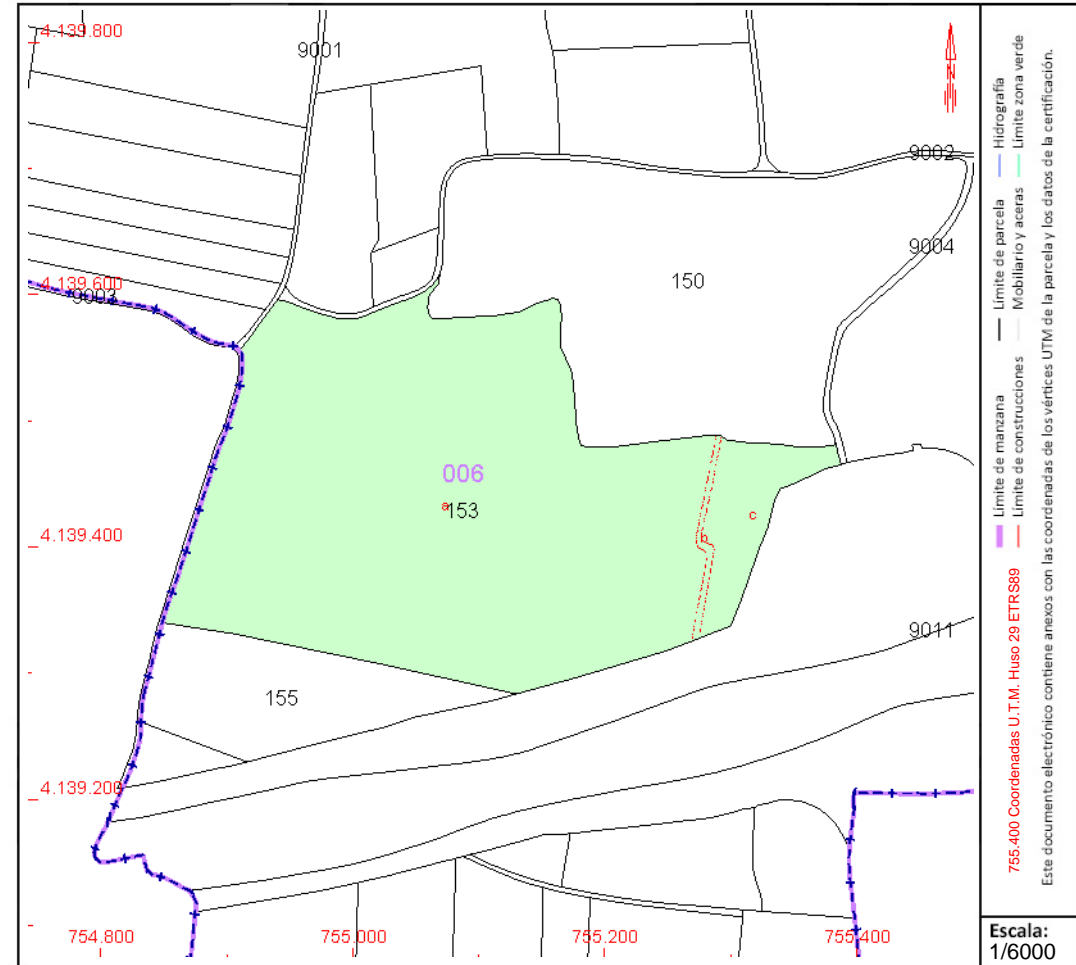 4.139.800
9001
N
9002
9004
150
4.139.600
9003
006
a
153
c
b
4.139.400
9011
155
4.139.200
754.800
755.000
755.200
755.400
Hidrografía
Límite zona verde
Límite de parcela
Mobiliario y aceras
Límite de manzana
Límite de construcciones
755.400 Coordenadas U.T.M. Huso 29 ETRS89
Este documento electrónico contiene anexos con las coordenadas de los vértices UTM de la parcela y los datos de la certificación.
Escala:
1/6000